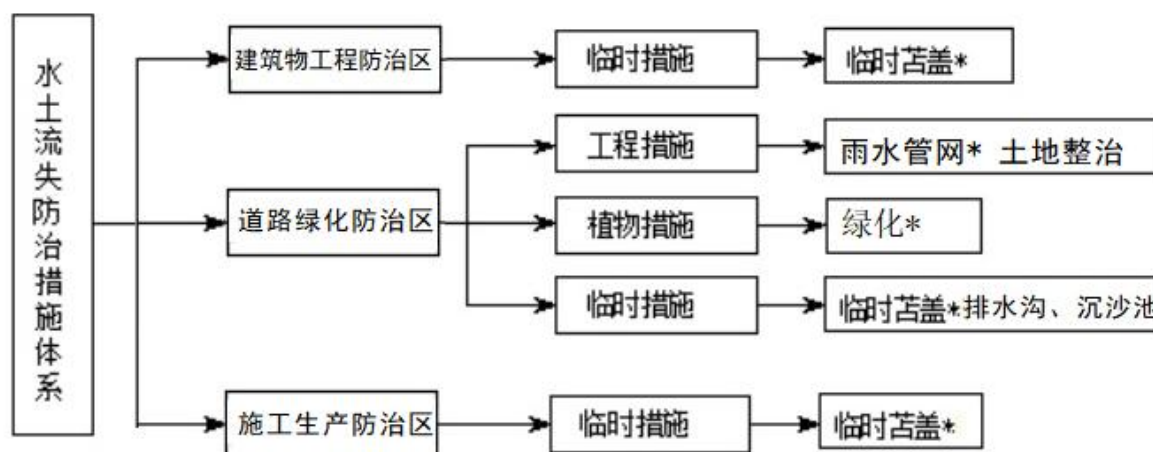 水土流失防治措施体系
建筑物工程防治区
临时措施
临时苫盖*
道路绿化防治区
工程措施
雨水管网* 土地整治
植物措施
绿化*
临时措施
临时苫盖*排水沟、沉沙池
施工生产防治区
临时措施
临时苫盖*